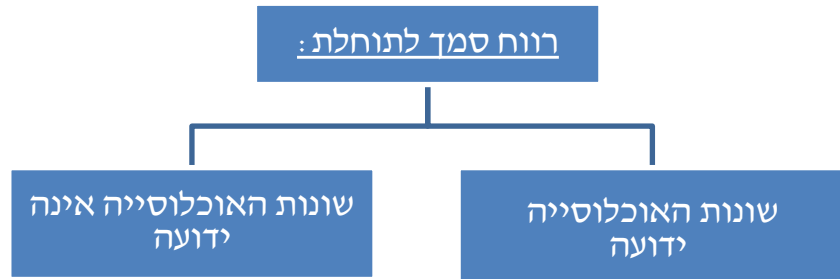 רווח סמך לתוחלת:
שונות האוכלוסייה
ידועה
שונות האוכלוסייה אינה
ידועה